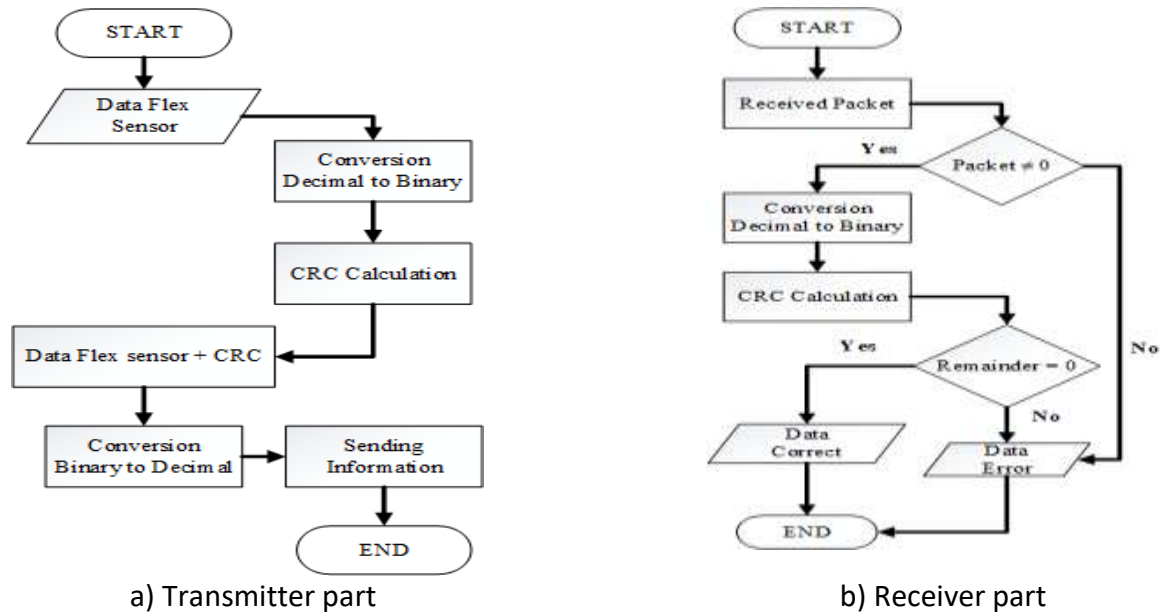 START
Data Flex
Sensor
Conversion
Decimal to Binary
CRC Calculation
Data Flex sensor + CRC
Conversion
Binary to Decimal
Sending
Information
END
a) Transmitter part
START
Received Packet
Packet ≠ 0
Yes
Conversion
Decimal to Binary
CRC Calculation
Remainder = 0
Yes
No
No
Data
Correct
Data
Error
END
b) Receiver part